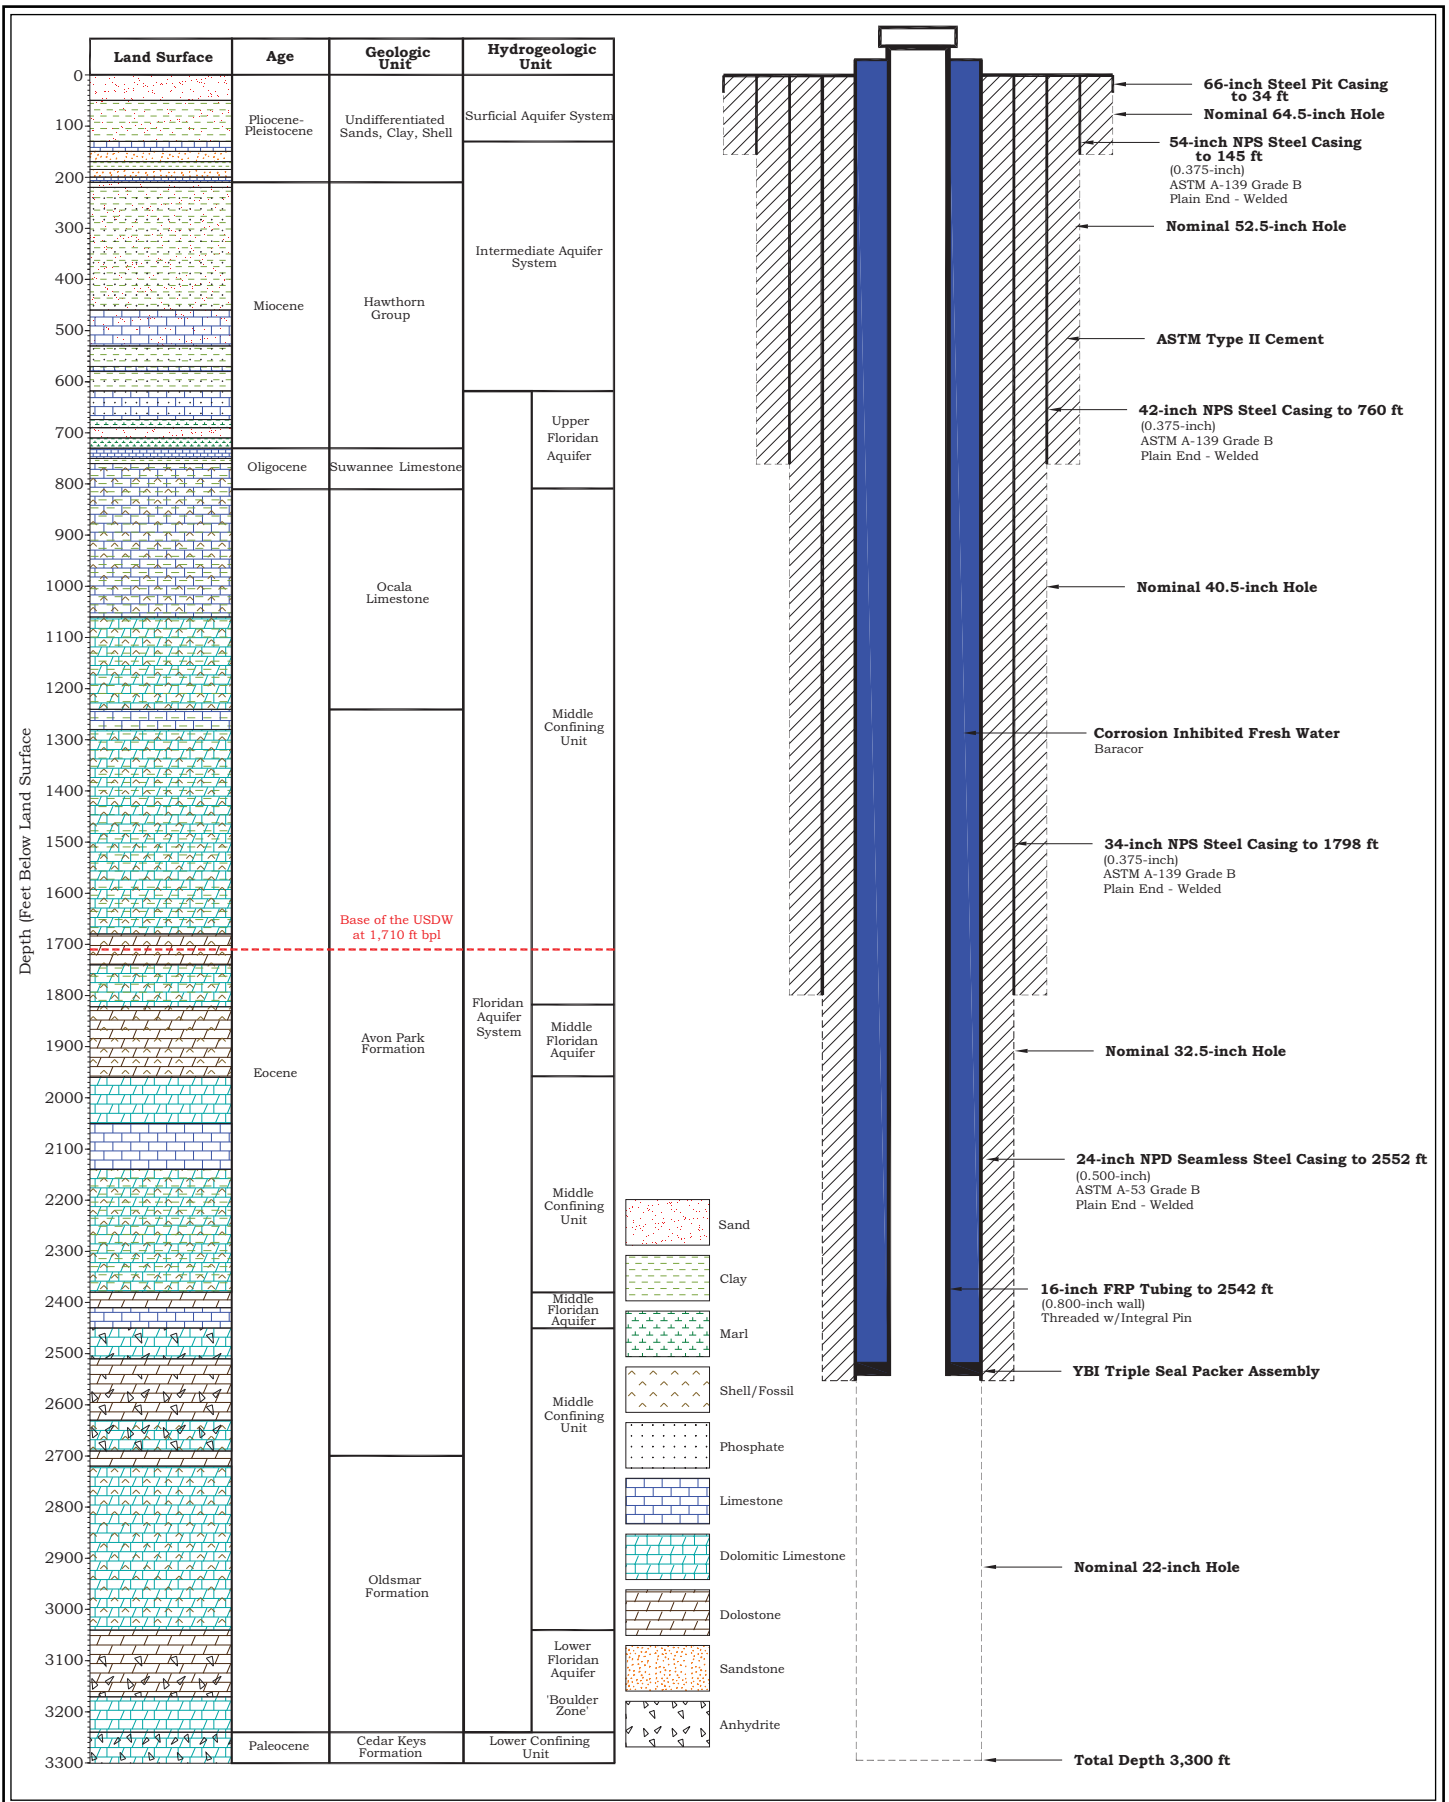 Land Surface
Age
Geologic
Unit
Hydrogeologic
Unit
Depth (Feet Below Land Surface
0
100
200
300
400
500
600
700
800
900
1000
1100
1200
1300
1400
1500
1600
1700
1800
1900
2000
2100
2200
2300
2400
2500
2600
2700
2800
2900
3000
3100
3200
3300
Pliocene-
Pleistocene
Miocene
Oligocene
Eocene
Paleocene
Undifferentiated
Sands, Clay, Shell
Hawthorn
Group
Suwannee Limestone
Ocala
Limestone
Base of the USDW
at 1,710 ft bpl
Avon Park
Formation
Oldsmar
Formation
Cedar Keys
Formation
Surficial Aquifer System
Intermediate Aquifer
System
Floridan
Aquifer
System
Upper
Floridan
Aquifer
Middle
Confining
Unit
Middle
Floridan
Aquifer
Middle
Confining
Unit
Middle
Floridan
Aquifer
Middle
Confining
Unit
Lower
Floridan
Aquifer
'Boulder
Zone'
Lower Confining
Unit
Sand
Clay
Marl
Shell/Fossil
Phosphate
Limestone
Dolomitic Limestone
Dolostone
Sandstone
Anhydrite
66-inch Steel Pit Casing
to 34 ft
Nominal 64.5-inch Hole
54-inch NPS Steel Casing
to 145 ft
(0.375-inch)
ASTM A-139 Grade B
Plain End - Welded
Nominal 52.5-inch Hole
ASTM Type II Cement
42-inch NPS Steel Casing to 760 ft
(0.375-inch)
ASTM A-139 Grade B
Plain End - Welded
Nominal 40.5-inch Hole
Corrosion Inhibited Fresh Water
Baracor
34-inch NPS Steel Casing to 1798 ft
(0.375-inch)
ASTM A-139 Grade B
Plain End - Welded
Nominal 32.5-inch Hole
24-inch NPD Seamless Steel Casing to 2552 ft
(0.500-inch)
ASTM A-53 Grade B
Plain End - Welded
16-inch FRP Tubing to 2542 ft
(0.800-inch wall)
Threaded w/Integral Pin
YBI Triple Seal Packer Assembly
Nominal 22-inch Hole
Total Depth 3,300 ft